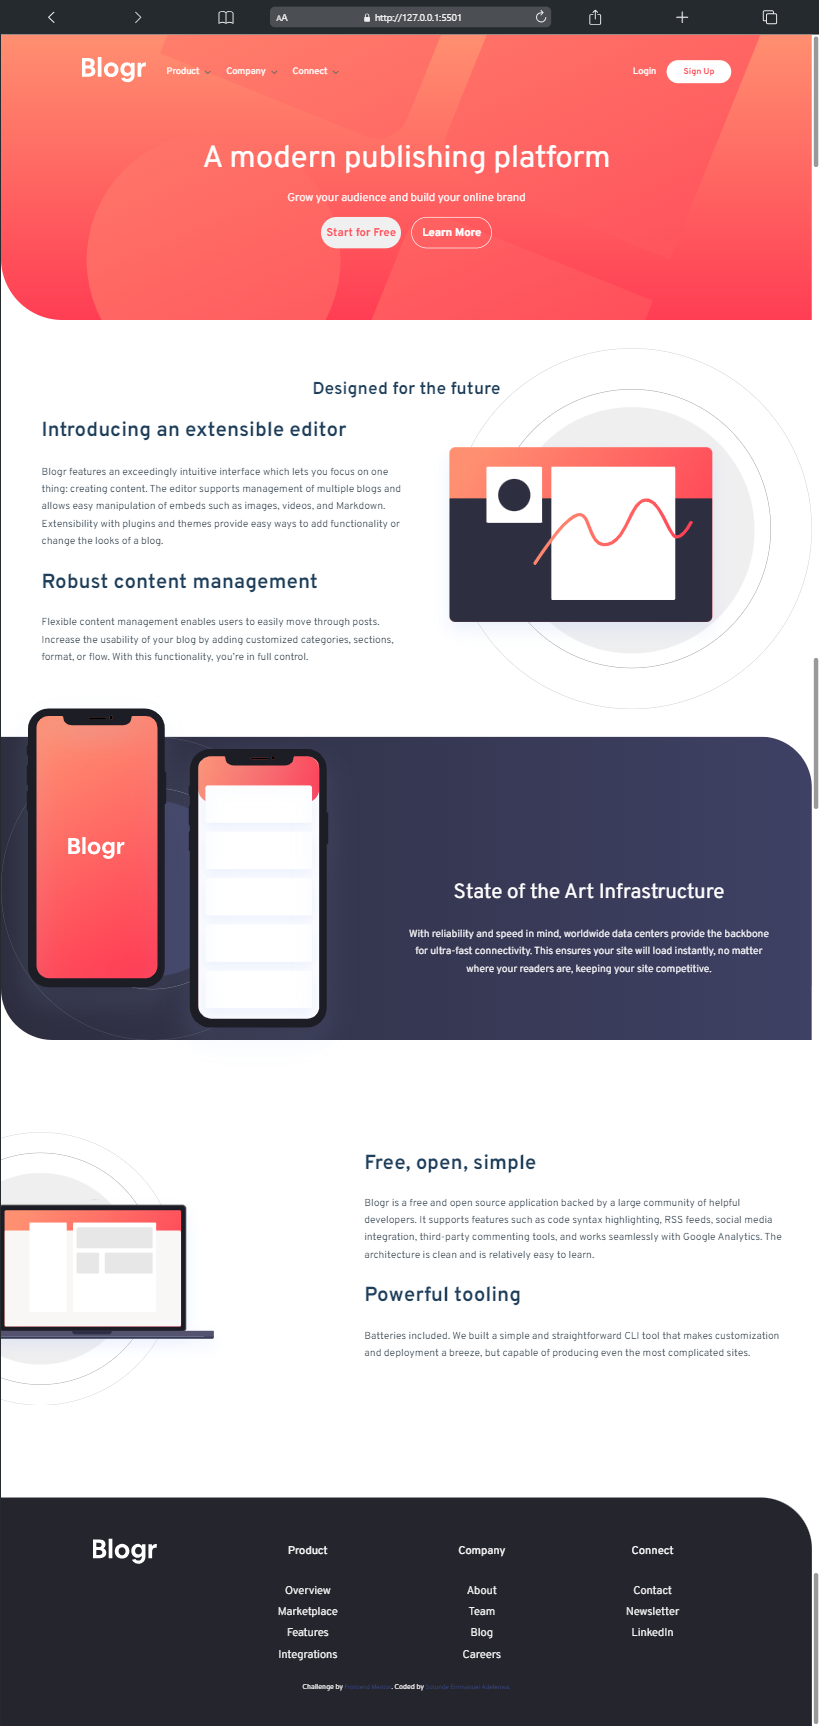 AA http://127.0.0.1:5501
Blogr Product Company Connect Login Sign Up
A modern publishing platform
Grow your audience and build your online brand
Start for Free Learn More
Designed for the future
Introducing an extensible editor
Blogr features an exceedingly intuitive interface which lets you focus on one
thing: creating content. The editor supports management of multiple blogs and
allows easy manipulation of embeds such as images, videos, and Markdown.
Extensibility with plugins and themes provide easy ways to add functionality or
change the looks of a blog.
Robust content management
Flexible content management enables users to easily move through posts.
Increase the usability of your blog by adding customized categories, sections,
format, or flow. With this functionality, you're in full control.
Blogr
State of the Art Infrastructure
With reliability and speed in mind, worldwide data centers provide the backbone
for ultra-fast connectivity. This ensures your site will load instantly, no matter
where your readers are, keeping your site competitive.
Free, open, simple
Blogr is a free and open source application backed by a large community of helpful
developers. It supports features such as code syntax highlighting, RSS feeds, social media
integration, third-party commenting tools, and works seamlessly with Google Analytics. The
architecture is clean and is relatively easy to learn.
Powerful tooling
Batteries included. We built a simple and straightforward CLI tool that makes customization
and deployment a breeze, but capable of producing even the most complicated sites.
Blogr
Product
Overview
Marketplace
Features
Integrations
Company
About
Team
Blog
Careers
Connect
Contact
Newsletter
LinkedIn
Challenge by Frontend Mentor. Coded by